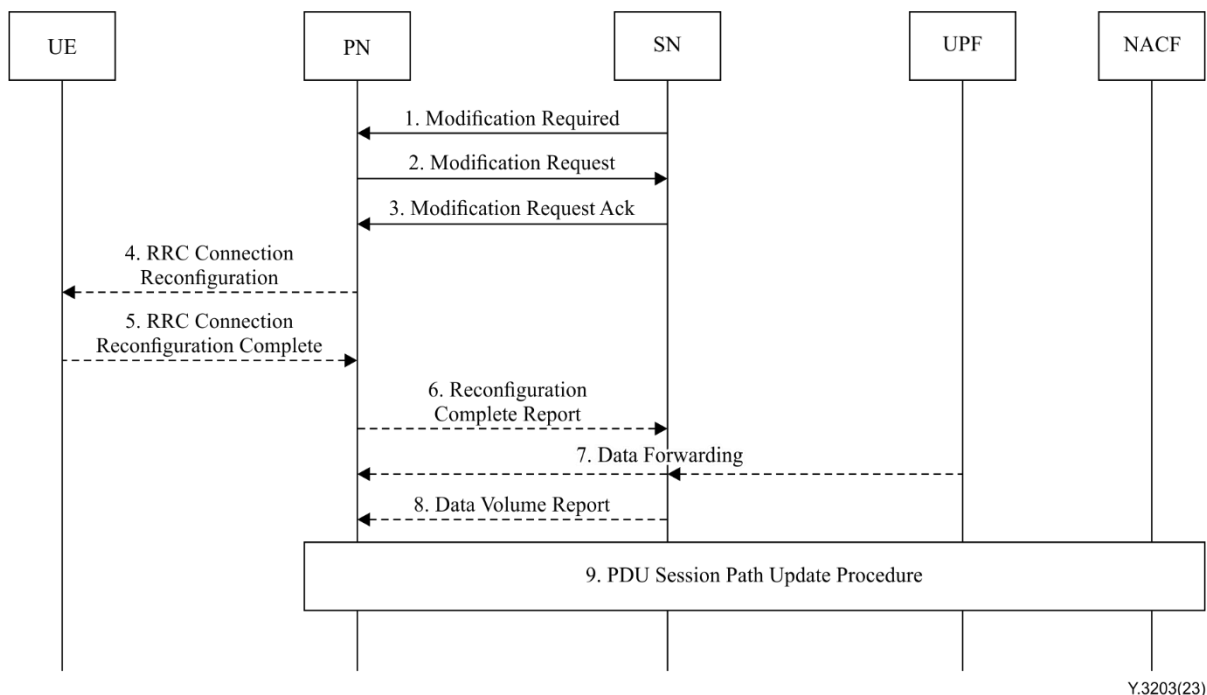 UE
PN
SN
UPF
NACF
1. Modification Required
2. Modification Request
3. Modification Request Ack
4. RRC Connection
Reconfiguration
5. RRC Connection
Reconfiguration Complete
6. Reconfiguration
Complete Report
7. Data Forwarding
8. Data Volume Report
9. PDU Session Path Update Procedure
Y.3203(23)